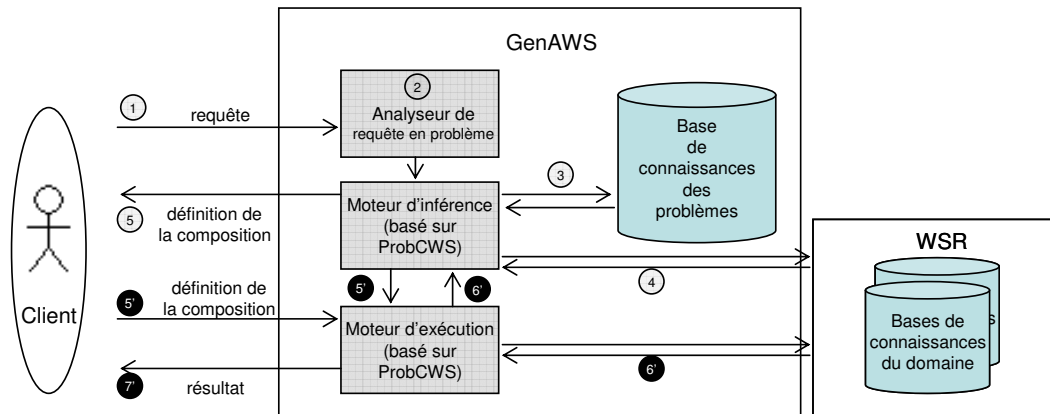 GenAWS
1
requête
2
Analyseur de
requête en problème
Base
de
connaissances
des
problèmes
3
Moteur d'inférence
(basé sur
ProbCWS)
5
définition de
la composition
WSR
4
5'
6'
Client
5'
définition de
la composition
Moteur d'exécution
(basé sur
ProbCWS)
Bases de
connaissances
du domaine
s
6'
7'
résultat